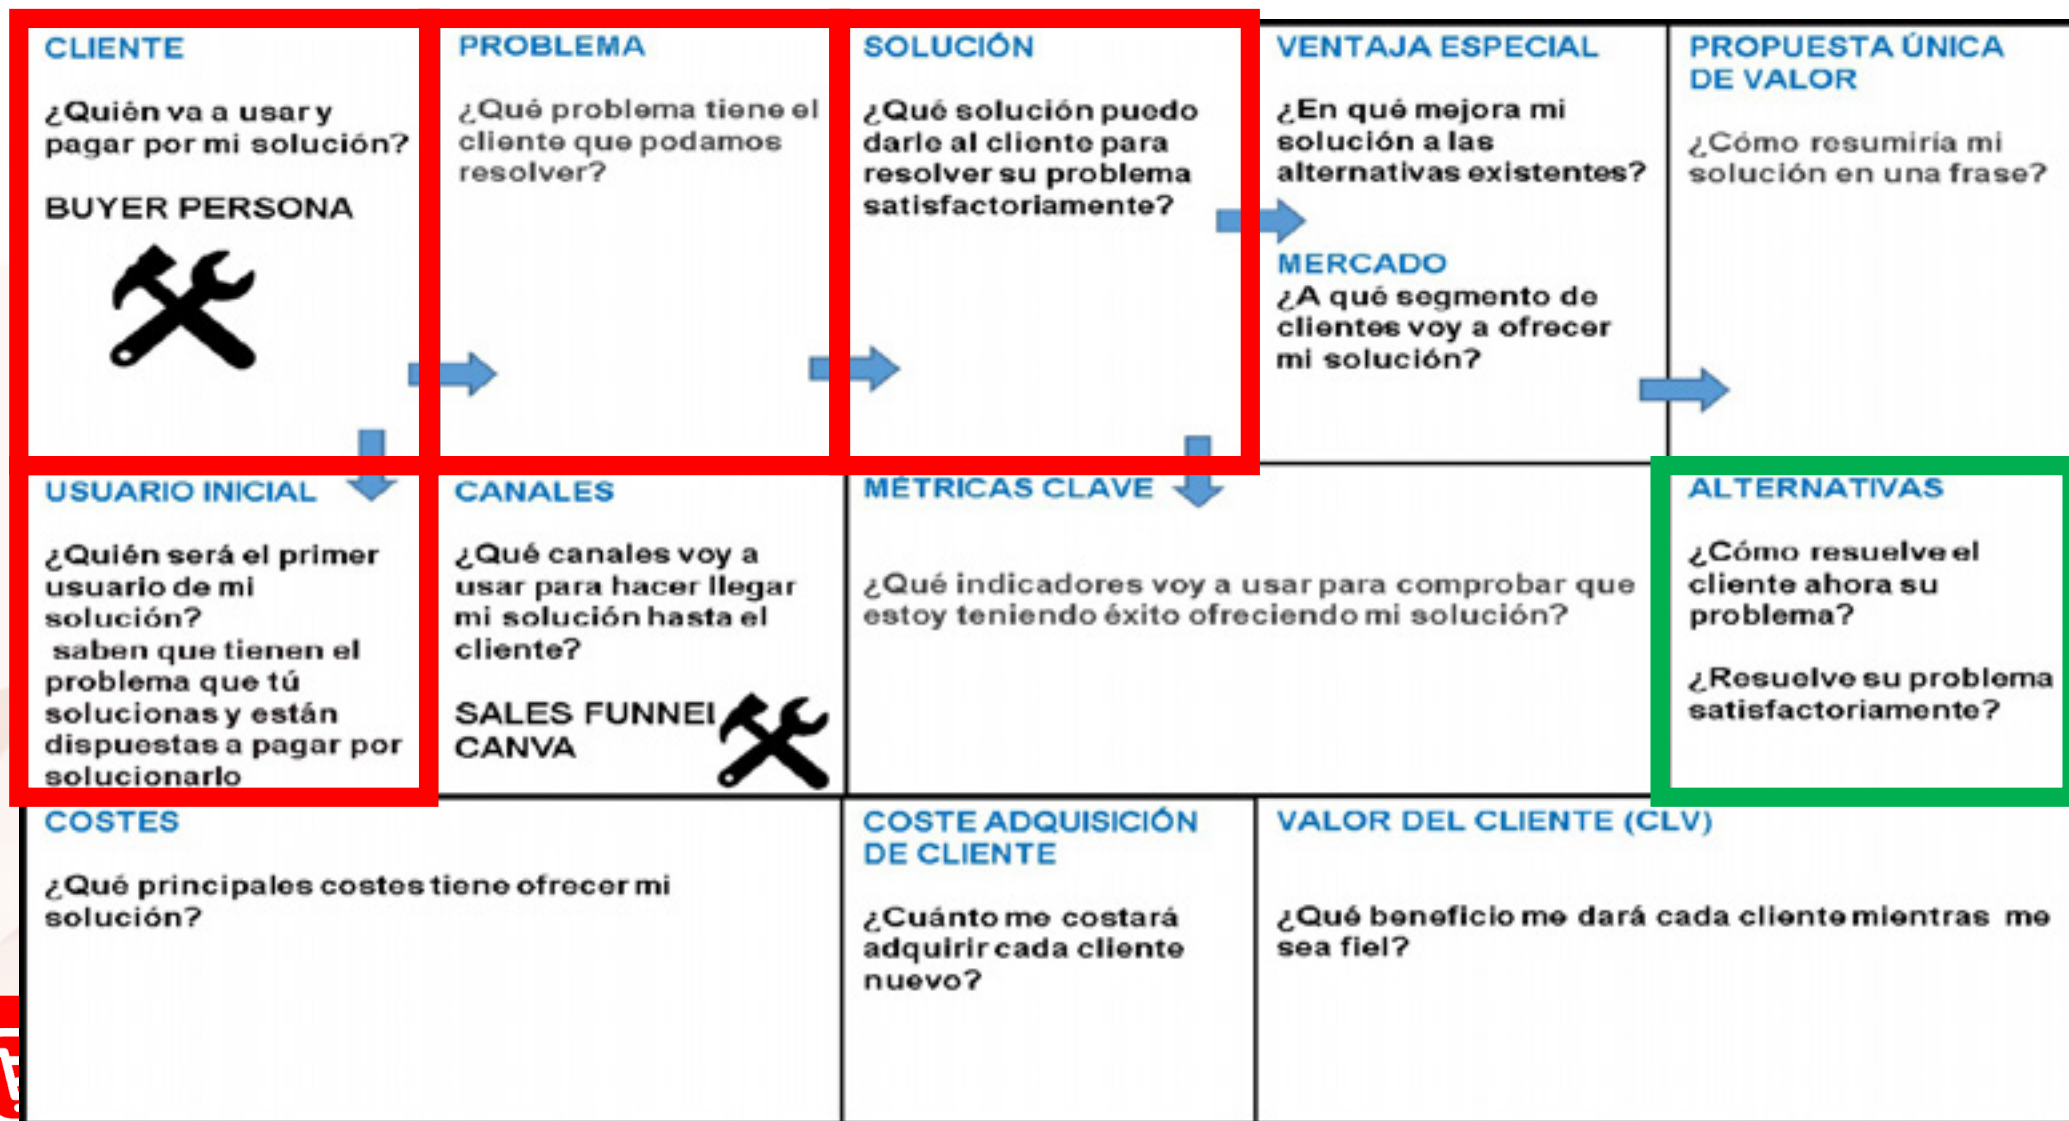 CLIENTE
¿Quién va a usar y
pagar por mi solución?
BUYER PERSONA
PROBLEMA
¿Qué problema tiene el
cliente que podamos
resolver?
SOLUCIÓN
¿Qué solución puedo
darle al cliente para
resolver su problema
satisfactoriamente?
VENTAJA ESPECIAL
¿En qué mejora mi
solución a las
alternativas existentes?
MERCADO
¿A qué segmento de
clientes voy a ofrecer
mi solución?
PROPUESTA ÚNICA
DE VALOR
¿Cómo resumiría mi
solución en una frase?
USUARIO INICIAL
¿Quién será el primer
usuario de mi
solución?
saben que tienen el
problema que tú
solucionas y están
dispuestas a pagar por
solucionarlo
CANALES
¿Qué canales voy a
usar para hacer llegar
mi solución hasta el
cliente?
SALES FUNNEL
CANVA
MÉTRICAS CLAVE
¿Qué indicadores voy a usar para comprobar que
estoy teniendo éxito ofreciendo mi solución?
ALTERNATIVAS
¿Cómo resuelve el
cliente ahora su
problema?
¿Resuelve su problema
satisfactoriamente?
COSTES
¿Qué principales costes tiene ofrecer mi
solución?
COSTE ADQUISICIÓN
DE CLIENTE
¿Cuánto me costará
adquirir cada cliente
nuevo?
VALOR DEL CLIENTE (CLV)
¿Qué beneficio me dará cada cliente mientras me
sea fiel?